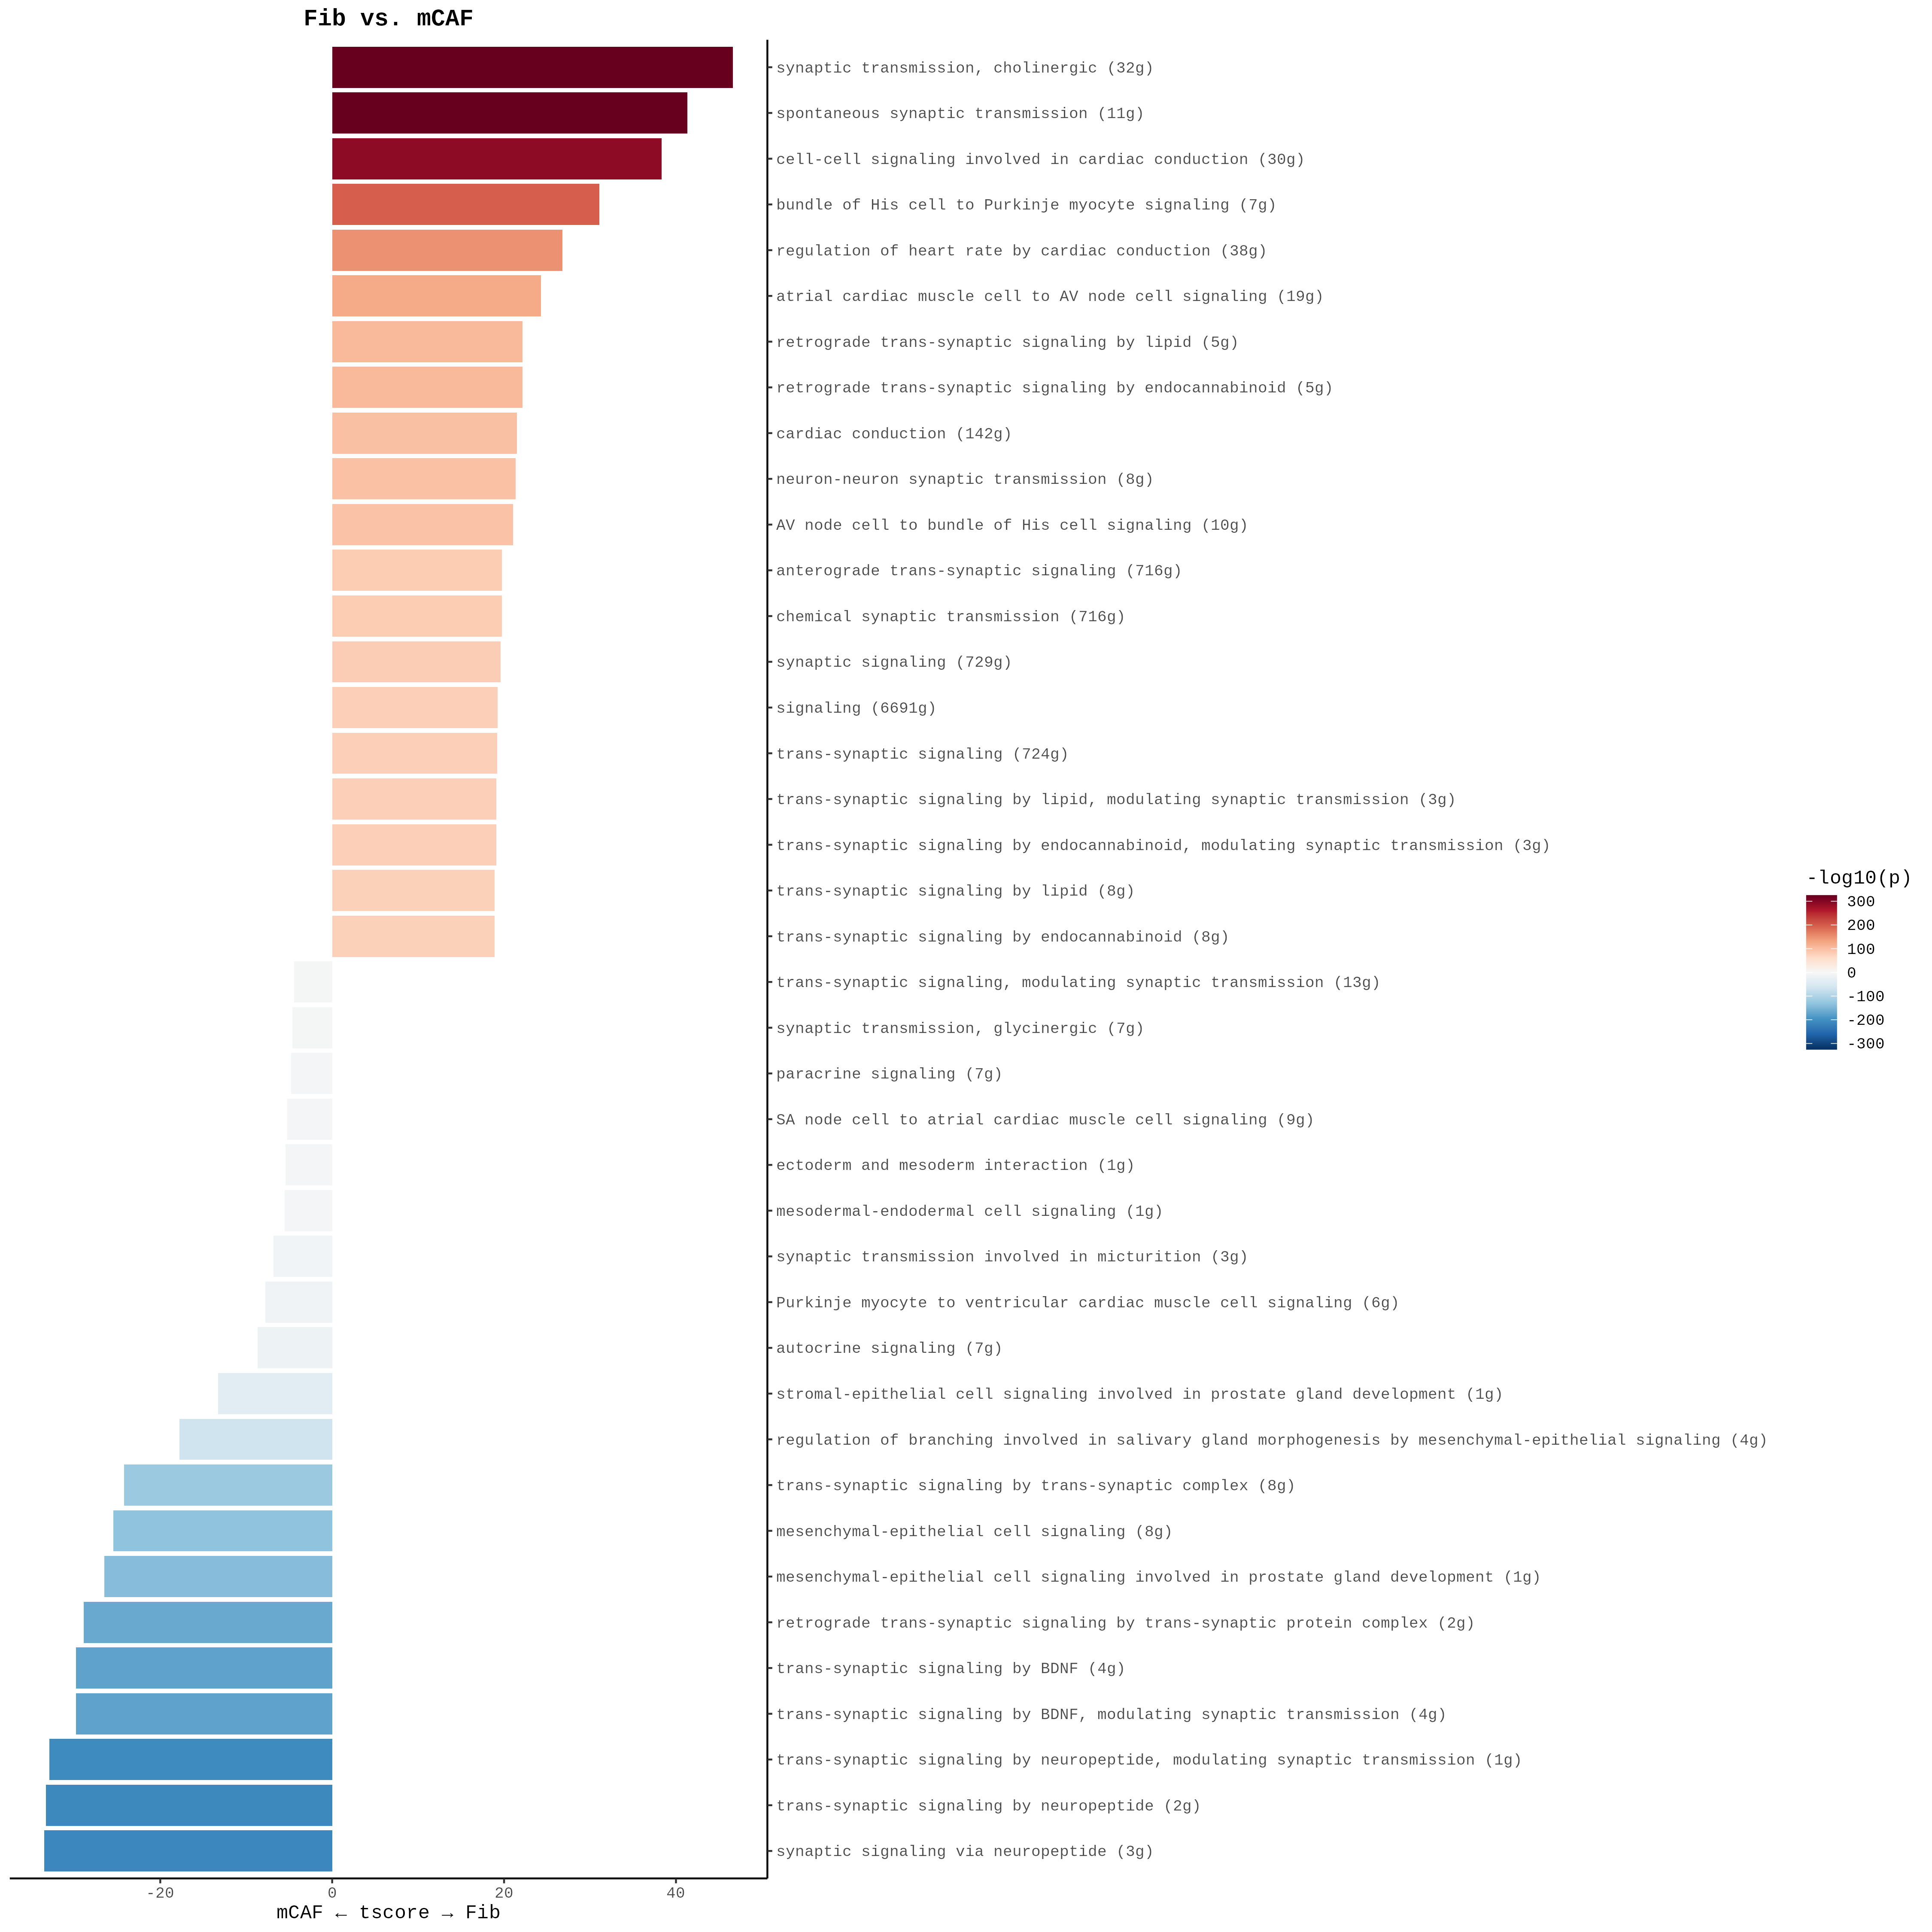 Fib vs. mCAF
synaptic transmission, cholinergic (32g)
spontaneous synaptic transmission (11g)
cell-cell signaling involved in cardiac conduction (30g)
bundle of His cell to Purkinje myocyte signaling (7g)
regulation of heart rate by cardiac conduction (38g)
atrial cardiac muscle cell to AV node cell signaling (19g)
retrograde trans-synaptic signaling by lipid (5g)
retrograde trans-synaptic signaling by endocannabinoid (5g)
cardiac conduction (142g)
neuron-neuron synaptic transmission (8g)
AV node cell to bundle of His cell signaling (10g)
anterograde trans-synaptic signaling (716g)
chemical synaptic transmission (716g)
synaptic signaling (729g)
signaling (6691g)
trans-synaptic signaling (724g)
trans-synaptic signaling by lipid, modulating synaptic transmission (3g)
trans-synaptic signaling by endocannabinoid, modulating synaptic transmission (3g)
trans-synaptic signaling by lipid (8g)
trans-synaptic signaling by endocannabinoid (8g)
trans-synaptic signaling, modulating synaptic transmission (13g)
synaptic transmission, glycinergic (7g)
paracrine signaling (7g)
SA node cell to atrial cardiac muscle cell signaling (9g)
ectoderm and mesoderm interaction (1g)
mesodermal-endodermal cell signaling (1g)
synaptic transmission involved in micturition (3g)
Purkinje myocyte to ventricular cardiac muscle cell signaling (6g)
autocrine signaling (7g)
stromal-epithelial cell signaling involved in prostate gland development (1g)
regulation of branching involved in salivary gland morphogenesis by mesenchymal-epithelial signaling (4g)
trans-synaptic signaling by trans-synaptic complex (8g)
mesenchymal-epithelial cell signaling (8g)
mesenchymal-epithelial cell signaling involved in prostate gland development (1g)
retrograde trans-synaptic signaling by trans-synaptic protein complex (2g)
trans-synaptic signaling by BDNF (4g)
trans-synaptic signaling by BDNF, modulating synaptic transmission (4g)
trans-synaptic signaling by neuropeptide, modulating synaptic transmission (1g)
trans-synaptic signaling by neuropeptide (2g)
synaptic signaling via neuropeptide (3g)
-20 0 20 40
mCAF ← tscore → Fib
-log10(p)
300
200
100
0
-100
-200
-300